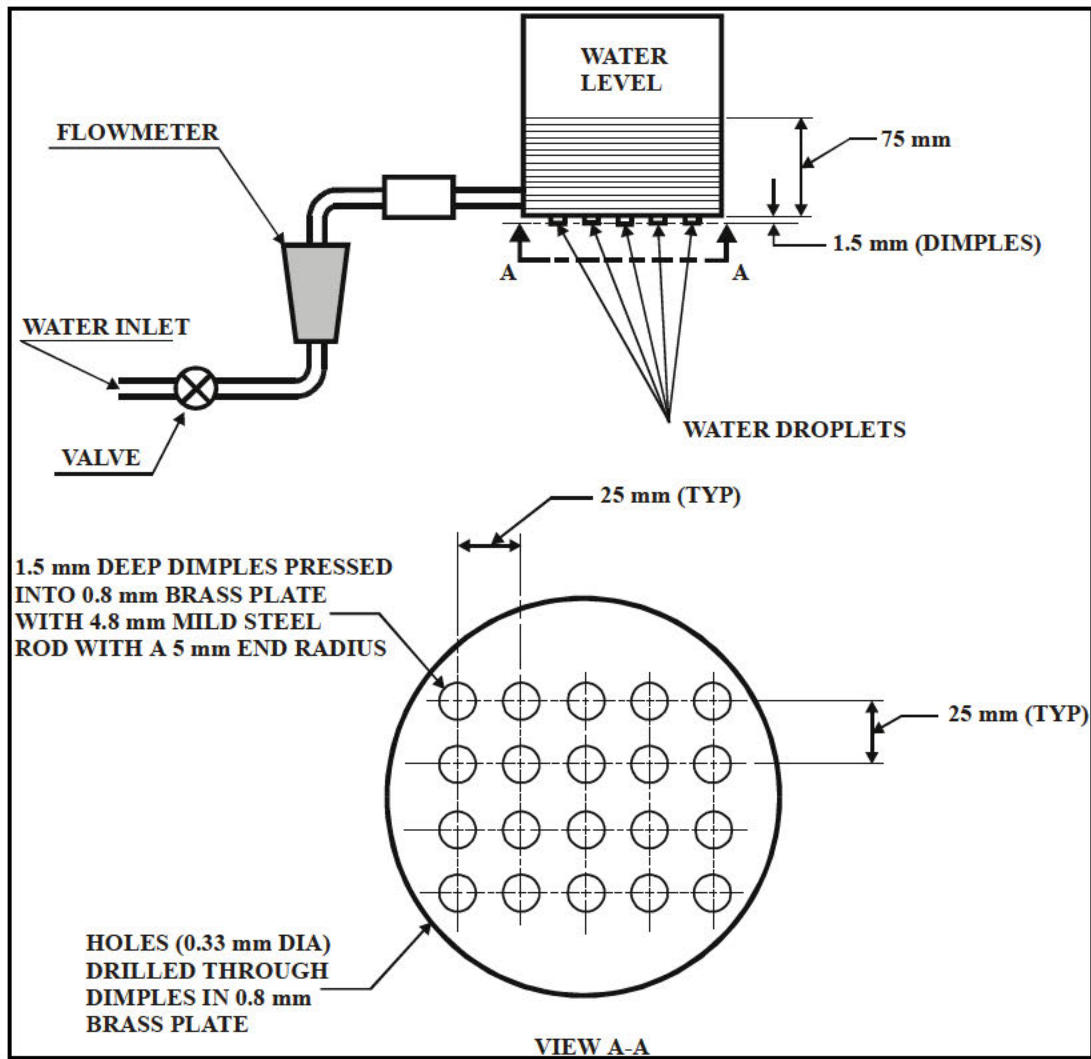 WATER
LEVEL
FLOWMETER
75 mm
1.5 mm (DIMPLES)
A
A
WATER INLET
WATER DROPLETS
VALVE
25 mm (TYP)
1.5 mm DEEP DIMPLES PRESSED
INTO 0.8 mm BRASS PLATE
WITH 4.8 mm MILD STEEL
ROD WITH A 5 mm END RADIUS
25 mm (TYP)
HOLES (0.33 mm DIA)
DRILLED THROUGH
DIMPLES IN 0.8 mm
BRASS PLATE
VIEW A-A